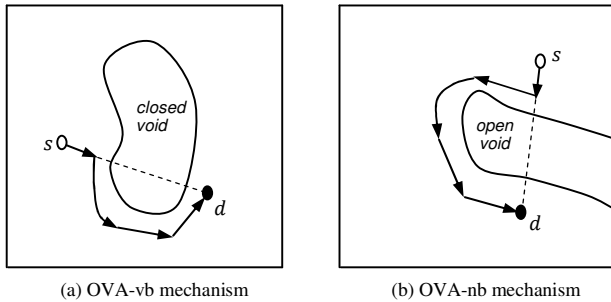 closed
void
s
d
(a) OVA-vb mechanism
s
open
void
d
(b) OVA-nb mechanism